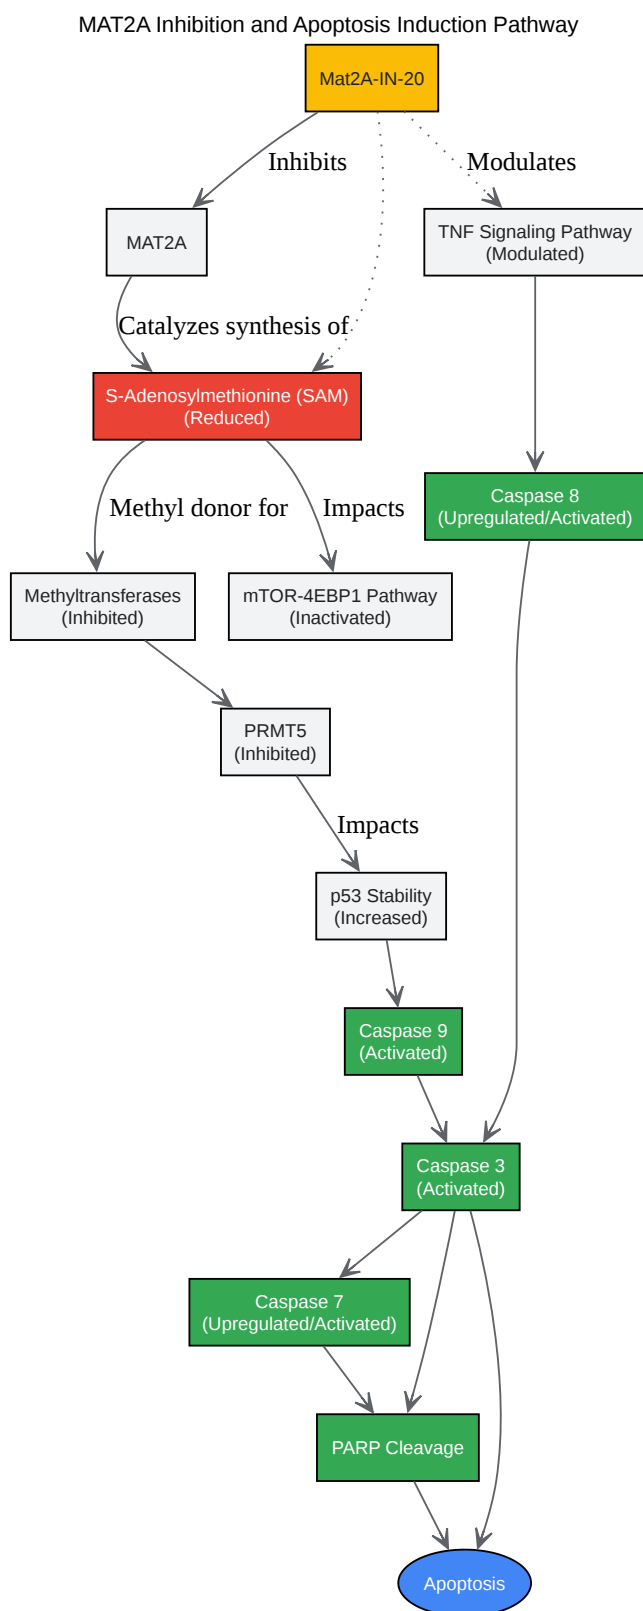 MAT2A Inhibition and Apoptosis Induction Pathway
Mat2A-IN-20
Inhibits
Modulates
MAT2A
TNF Signaling Pathway
(Modulated)
Catalyzes synthesis of
S-Adenosylmethionine (SAM)
(Reduced)
Methyl donor for
Impacts
Caspase 8
(Upregulated/Activated)
Methyltransferases
(Inhibited)
mTOR-4EBP1 Pathway
(Inactivated)
PRMT5
(Inhibited)
Impacts
p53 Stability
(Increased)
Caspase 9
(Activated)
Caspase 3
(Activated)
Caspase 7
(Upregulated/Activated)
PARP Cleavage
Apoptosis